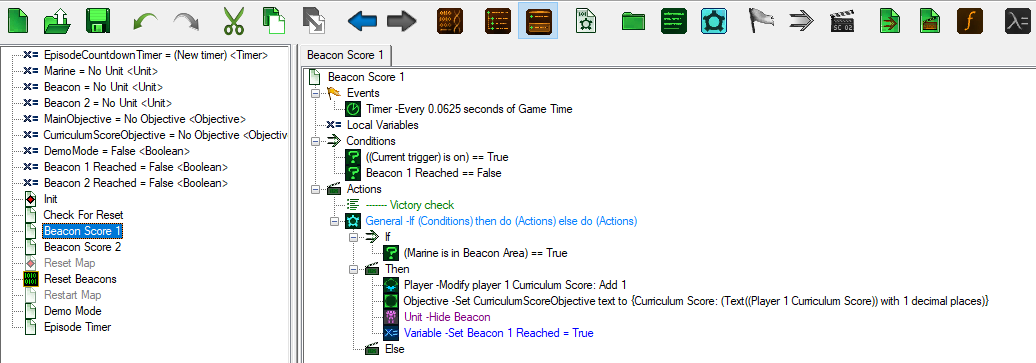 SC 02
EpisodeCountdownTimer = (New timer) <Timer>
Marine = No Unit <Unit>
Beacon = No Unit <Unit>
Beacon 2 = No Unit <Unit>
MainObjective = No Objective <Objective>
CurriculumScoreObjective = No Objective <Objectiv
DemoMode = False <Boolean>
Beacon 1 Reached = False <Boolean>
Beacon 2 Reached = False <Boolean>
Init
Check For Reset
Beacon Score 1
Beacon Score 2
Reset Map
Reset Beacons
Restart Map
Demo Mode
Episode Timer
Beacon Score 1
Beacon Score 1
Events
Timer -Every 0.0625 seconds of Game Time
Local Variables
Conditions
((Current trigger) is on) == True
Beacon 1 Reached == False
Actions
------- Victory check
General -If (Conditions) then do (Actions) else do (Actions)
If
(Marine is in Beacon Area) == True
Then
Player -Modify player 1 Curriculum Score: Add 1
Objective -Set CurriculumScoreObjective text to {Curriculum Score: (Text((Player 1 Curriculum Score)) with 1 decimal places)}
Unit -Hide Beacon
Variable -Set Beacon 1 Reached = True
Else